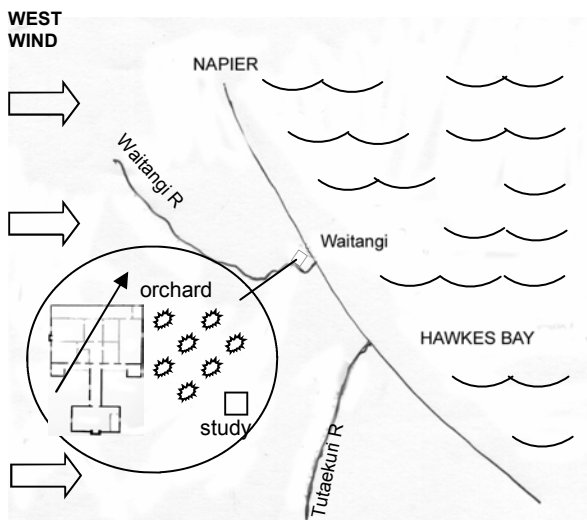 WEST
WIND
NAPIER
Waitangi R
Waitangi
orchard
HAWKES BAY
study
Tutaekuri R